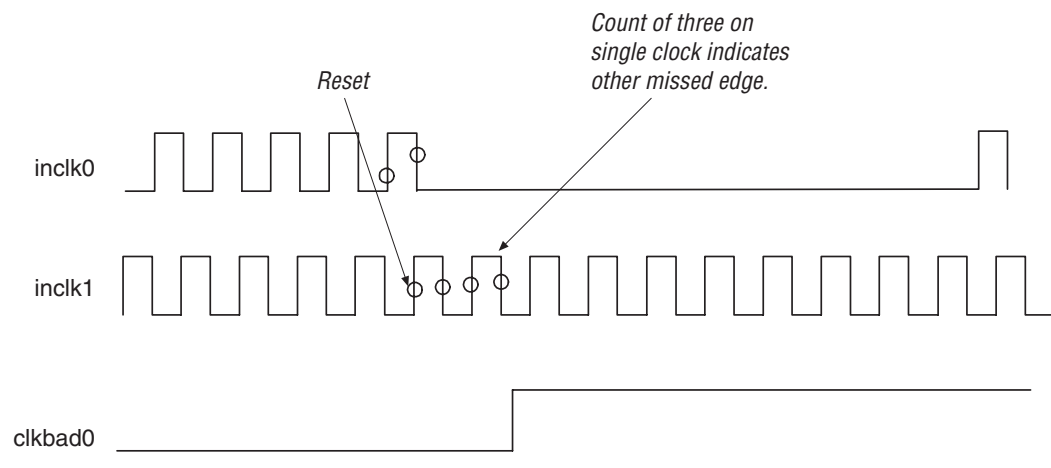 Count of three on
single clock indicates
other missed edge.
Reset
inclk0
inclk1
clkbad0